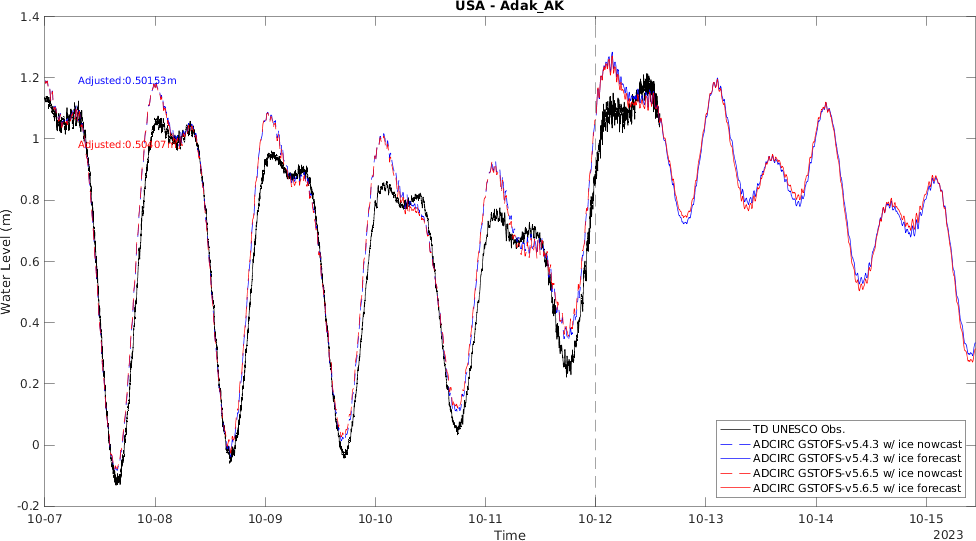 USA - Adak_AK
1.4
1.2
1
0.8
0.6
0.4
0.2
0
-0.2
Water Level (m)
Adjusted:0.50153m
10-07
10-08
10-09
10-10
10-11
10-12
10-13
10-14
10-15
Time
2023
TD UNESCO Obs.
ADCIRC GSTOFS-v5.4.3 w/ ice nowcast
ADCIRC GSTOFS-v5.4.3 w/ ice forecast
ADCIRC GSTOFS-v5.6.5 w/ ice nowcast
ADCIRC GSTOFS-v5.6.5 w/ ice forecast